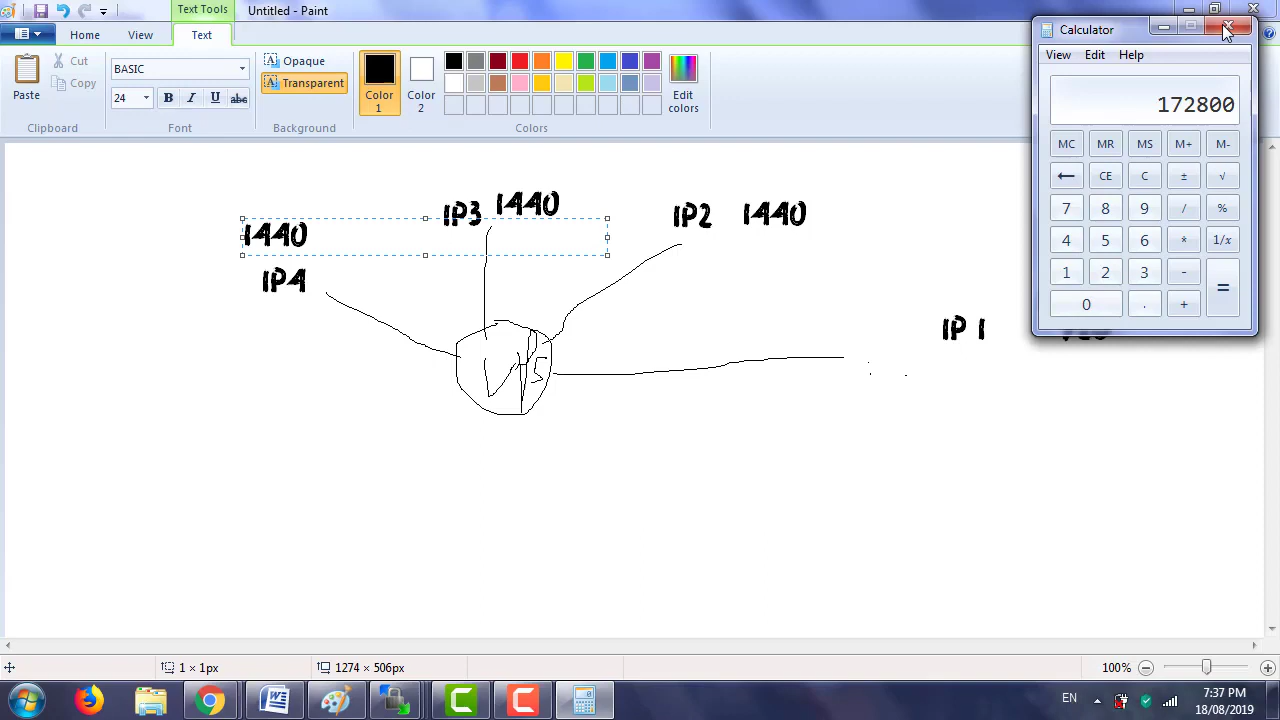 Text Tools
Untitled - Paint
Home View Text
Paste
Cut
Copy
Clipboard
BASIC
24 B I U abc
Font
Opaque
Transparent
Background
Color 1
Color 2
Edit colors
Colors
Calculator
View Edit Help
172800
MC MR MS M+ M-
← CE C ± √
7 8 9 / %
4 5 6 * 1/x
1 2 3 - =
0 . +
1440
IP3
1440
IP2
1440
IP4
IP 1
VPS
1 × 1px
1274 × 506px
100%
W
C
C
EN
7:37 PM
18/08/2019